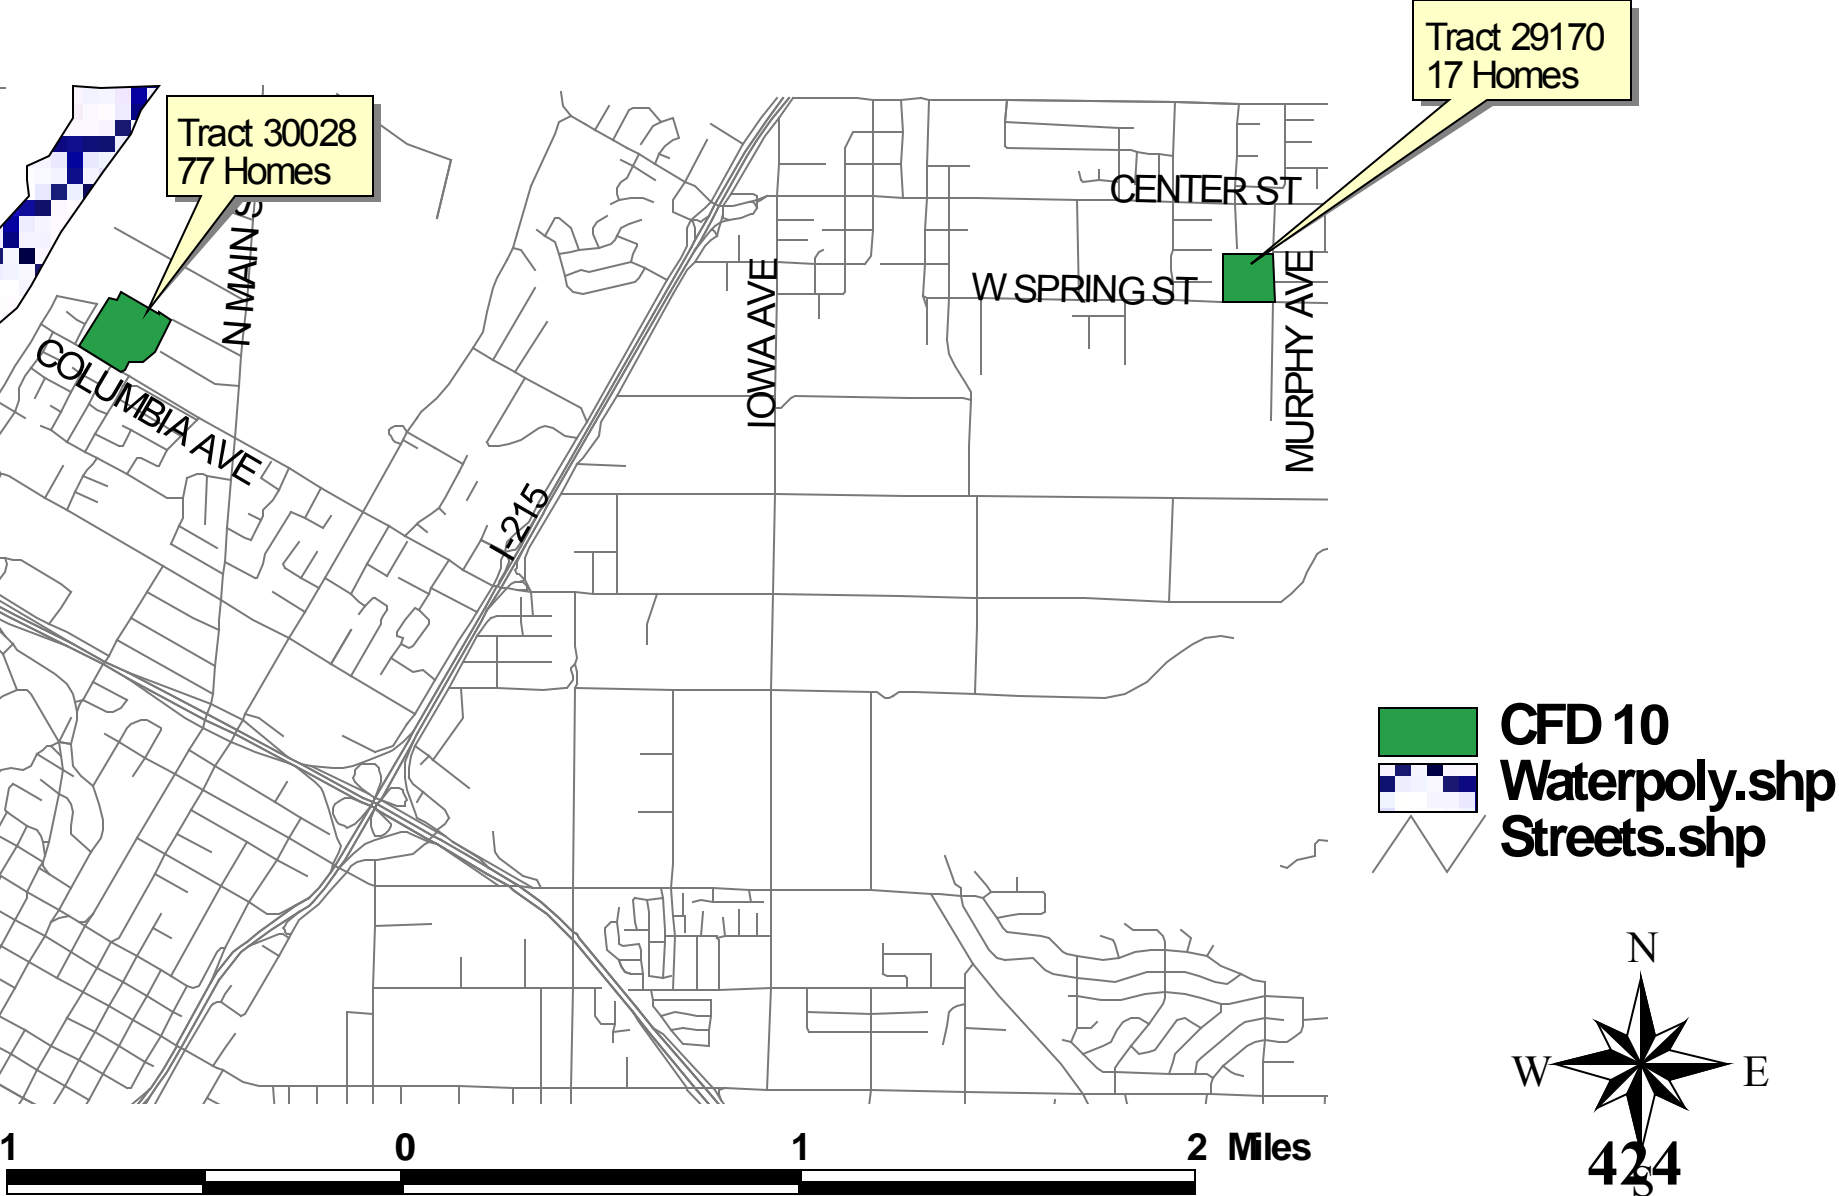 Tract 29170
17 Homes
Tract 30028
77 Homes
CENTER ST
N MAIN S
W SPRING ST
IOWA AVE
MURPHY AVE
COLUMBIA AVE
I-215
CFD 10
Waterpoly.shp
Streets.shp
N
W
E
S
1 0 1 2 Miles
424